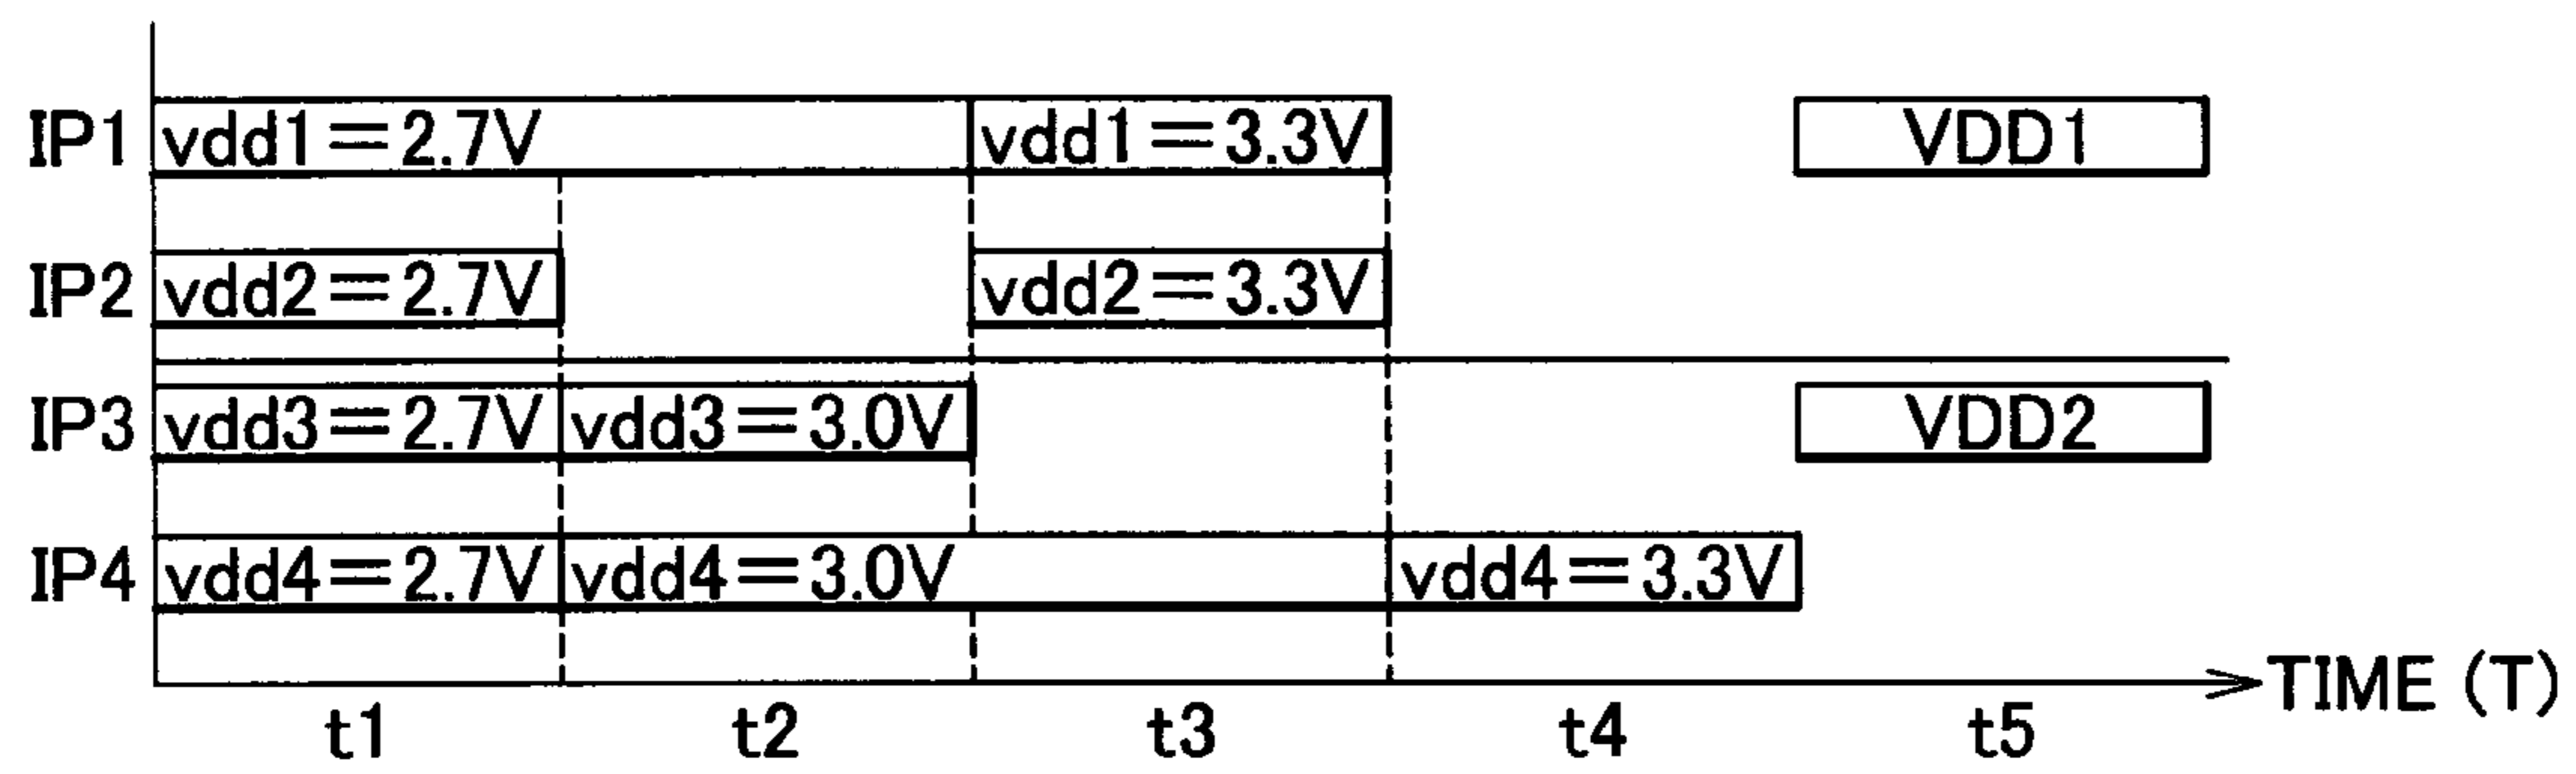 IP1 vdd1=2.7V vdd1=3.3V VDD1
IP2 vdd2=2.7V vdd2=3.3V
IP3 vdd3=2.7V vdd3=3.0V VDD2
IP4 vdd4=2.7V vdd4=3.0V vdd4=3.3V
TIME (T)
t1 t2 t3 t4 t5